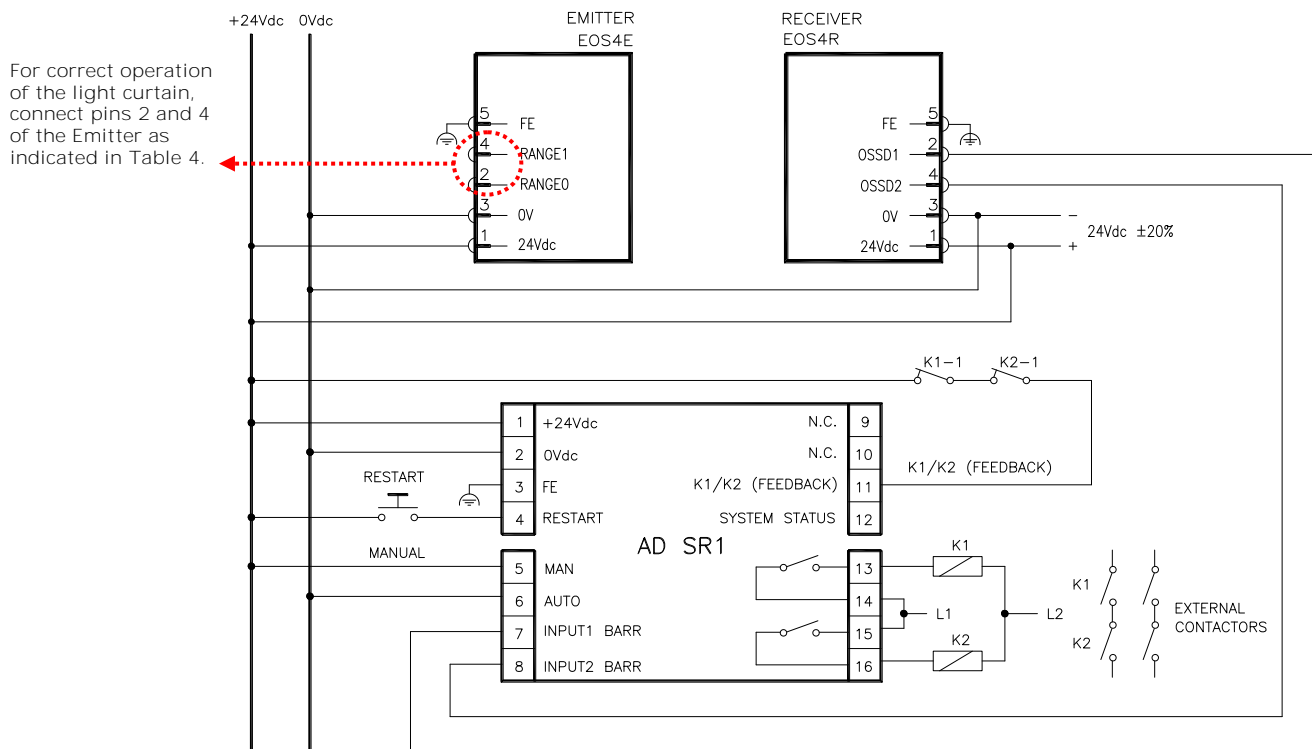 +24Vdc 0Vdc
For correct operation
of the light curtain,
connect pins 2 and 4
of the Emitter as
indicated in Table 4.
EMITTER
EOS4E
5 FE
4 RANGE1
2 RANGE0
3 0V
1 24Vdc
RECEIVER
EOS4R
FE 5
OSSD1 2
OSSD2 4
0V 3
24Vdc 1
−
24Vdc ±20%
+
K1−1 K2−1
1 +24Vdc
2 0Vdc
3 FE
4 RESTART
RESTART
MANUAL
N.C. 9
N.C. 10
K1/K2 (FEEDBACK) 11
SYSTEM STATUS 12
K1/K2 (FEEDBACK)
AD SR1
5 MAN
6 AUTO
7 INPUT1 BARR
8 INPUT2 BARR
13
14
15
16
K1
L1
L2
K2
K1
K2
EXTERNAL
CONTACTORS